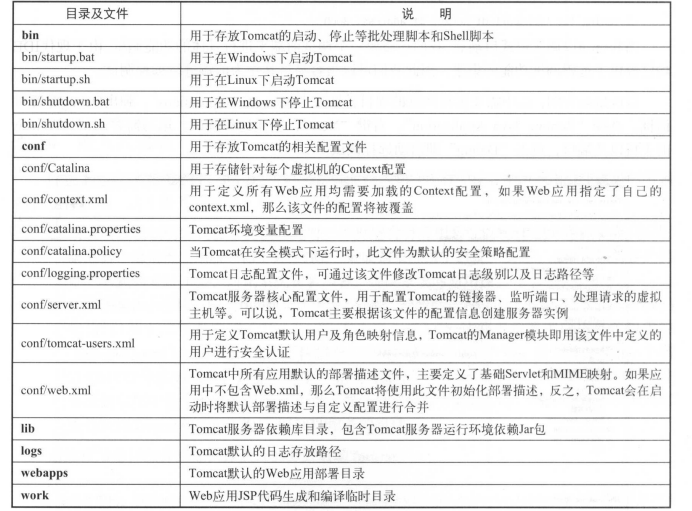 目录及文件 说 明
bin 用于存放Tomcat的启动、停止等批处理脚本和Shell脚本
bin/startup.bat 用于在Windows下启动Tomcat
bin/startup.sh 用于在Linux下启动Tomcat
bin/shutdown.bat 用于在Windows下停止Tomcat
bin/shutdown.sh 用于在Linux下停止Tomcat
conf 用于存放Tomcat的相关配置文件
conf/Catalina 用于存储针对每个虚拟机的Context配置
conf/context.xml 用于定义所有Web应用均需要加载的Context配置，如果Web应用指定了自己的
context.xml，那么该文件的配置将被覆盖
conf/catalina.properties Tomcat环境变量配置
conf/catalina.policy 当Tomcat在安全模式下运行时，此文件为默认的安全策略配置
conf/logging.properties Tomcat日志配置文件，可通过该文件修改Tomcat日志级别以及日志路径等
conf/server.xml Tomcat服务器核心配置文件，用于配置Tomcat的链接器、监听端口、处理请求的虚拟
主机等。可以说，Tomcat主要根据该文件的配置信息创建服务器实例
conf/tomcat-users.xml 用于定义Tomcat默认用户及角色映射信息，Tomcat的Manager模块即用该文件中定义的
用户进行安全认证
conf/web.xml Tomcat中所有应用默认的部署描述文件，主要定义了基础Servlet和MIME映射。如果应
用中不包含Web.xml，那么Tomcat将使用此文件初始化部署描述，反之，Tomcat会在启
动时将默认部署描述与自定义配置进行合并
lib Tomcat服务器依赖库目录，包含Tomcat服务器运行环境依赖Jar包
logs Tomcat默认的日志存放路径
webapps Tomcat默认的Web应用部署目录
work Web应用JSP代码生成和编译临时目录